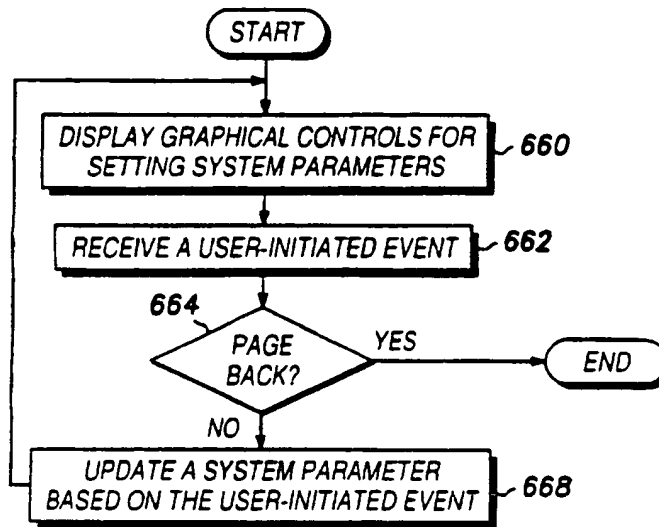 START
DISPLAY GRAPHICAL CONTROLS FOR
SETTING SYSTEM PARAMETERS
660
RECEIVE A USER-INITIATED EVENT
662
664
PAGE
BACK?
YES
END
NO
UPDATE A SYSTEM PARAMETER
BASED ON THE USER-INITIATED EVENT
668